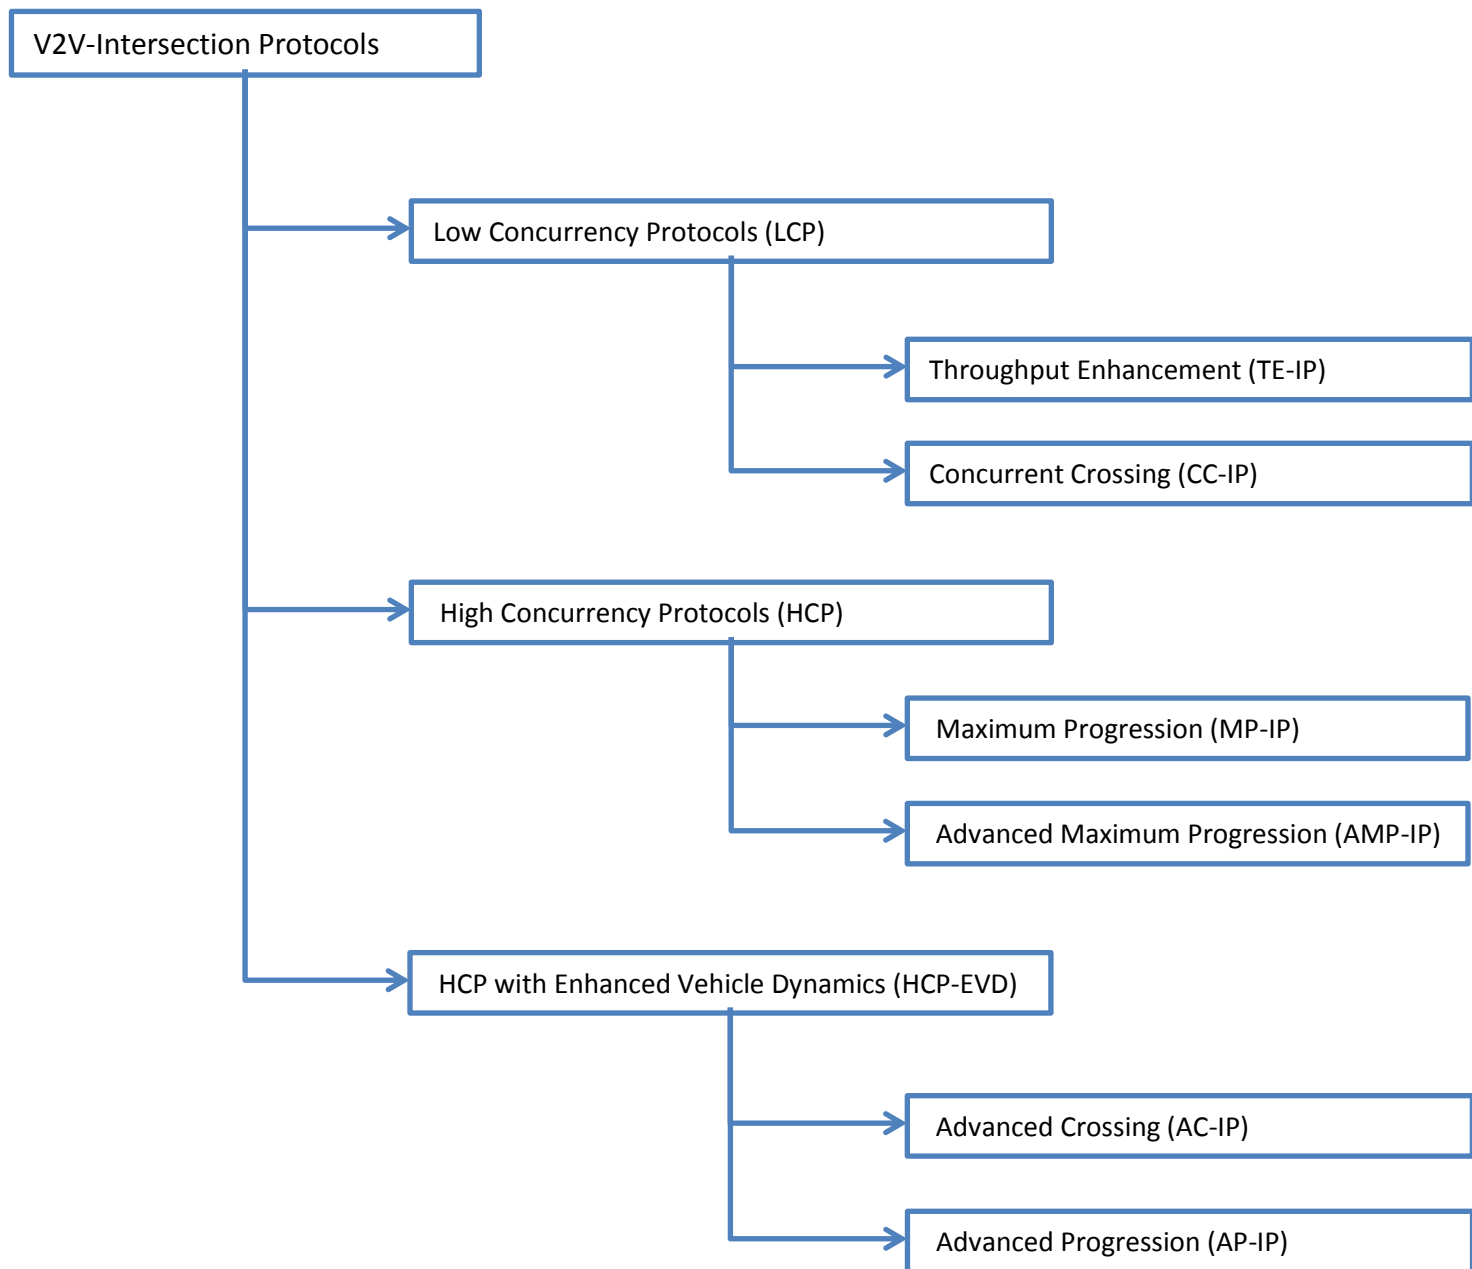 V2V-Intersection Protocols
Low Concurrency Protocols (LCP)
Throughput Enhancement (TE-IP)
Concurrent Crossing (CC-IP)
High Concurrency Protocols (HCP)
Maximum Progression (MP-IP)
Advanced Maximum Progression (AMP-IP)
HCP with Enhanced Vehicle Dynamics (HCP-EVD)
Advanced Crossing (AC-IP)
Advanced Progression (AP-IP)